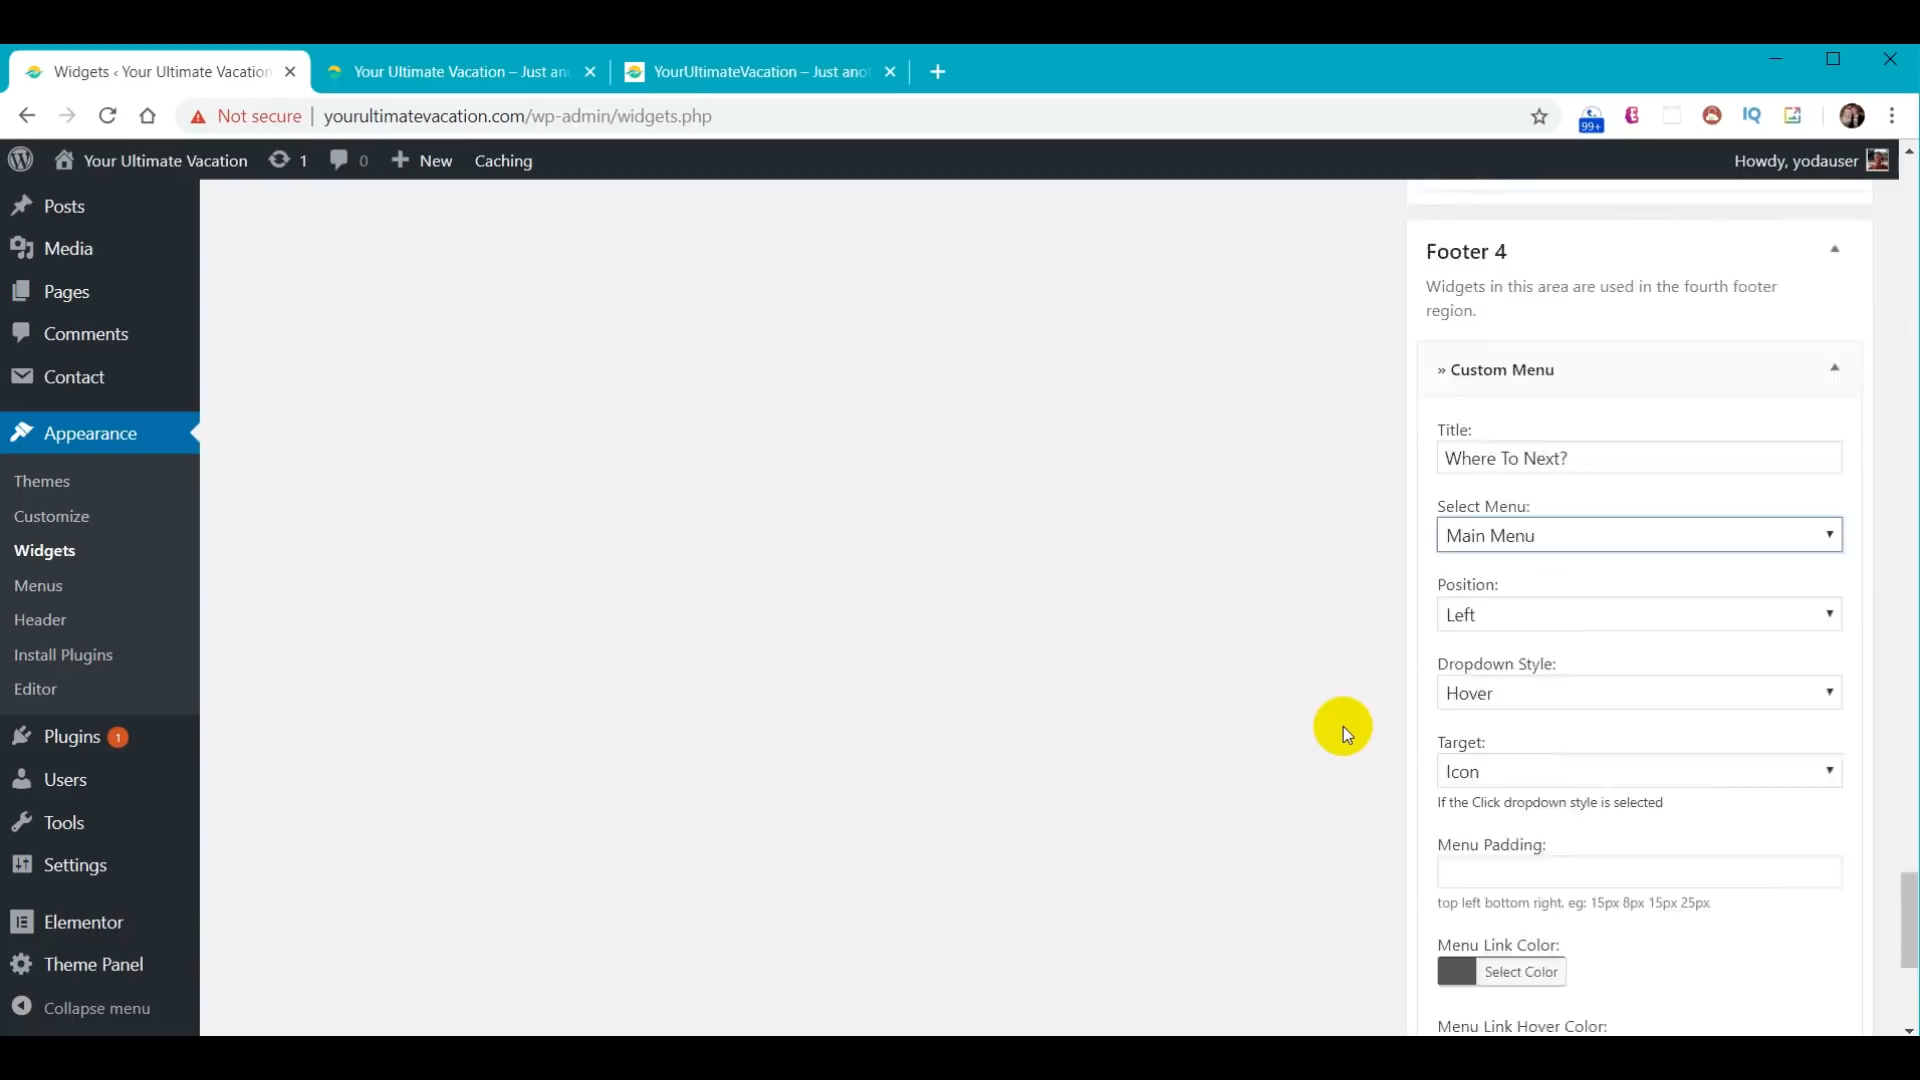 Widgets ‹ Your Ultimate Vacation
Your Ultimate Vacation – Just an
YourUltimateVacation – Just anot
Not secure
yourultimatevacation.com/wp-admin/widgets.php
99+
IQ
Your Ultimate Vacation
1
0
New
Caching
Howdy, yodauser
Posts
Media
Pages
Comments
Contact
Appearance
Themes
Customize
Widgets
Menus
Header
Install Plugins
Editor
Plugins 1
Users
Tools
Settings
Elementor
Theme Panel
Collapse menu
Footer 4
Widgets in this area are used in the fourth footer
region.
» Custom Menu
Title:
Where To Next?
Select Menu:
Main Menu
Position:
Left
Dropdown Style:
Hover
Target:
Icon
If the Click dropdown style is selected
Menu Padding:
top left bottom right, eg: 15px 8px 15px 25px
Menu Link Color:
Select Color
Menu Link Hover Color: